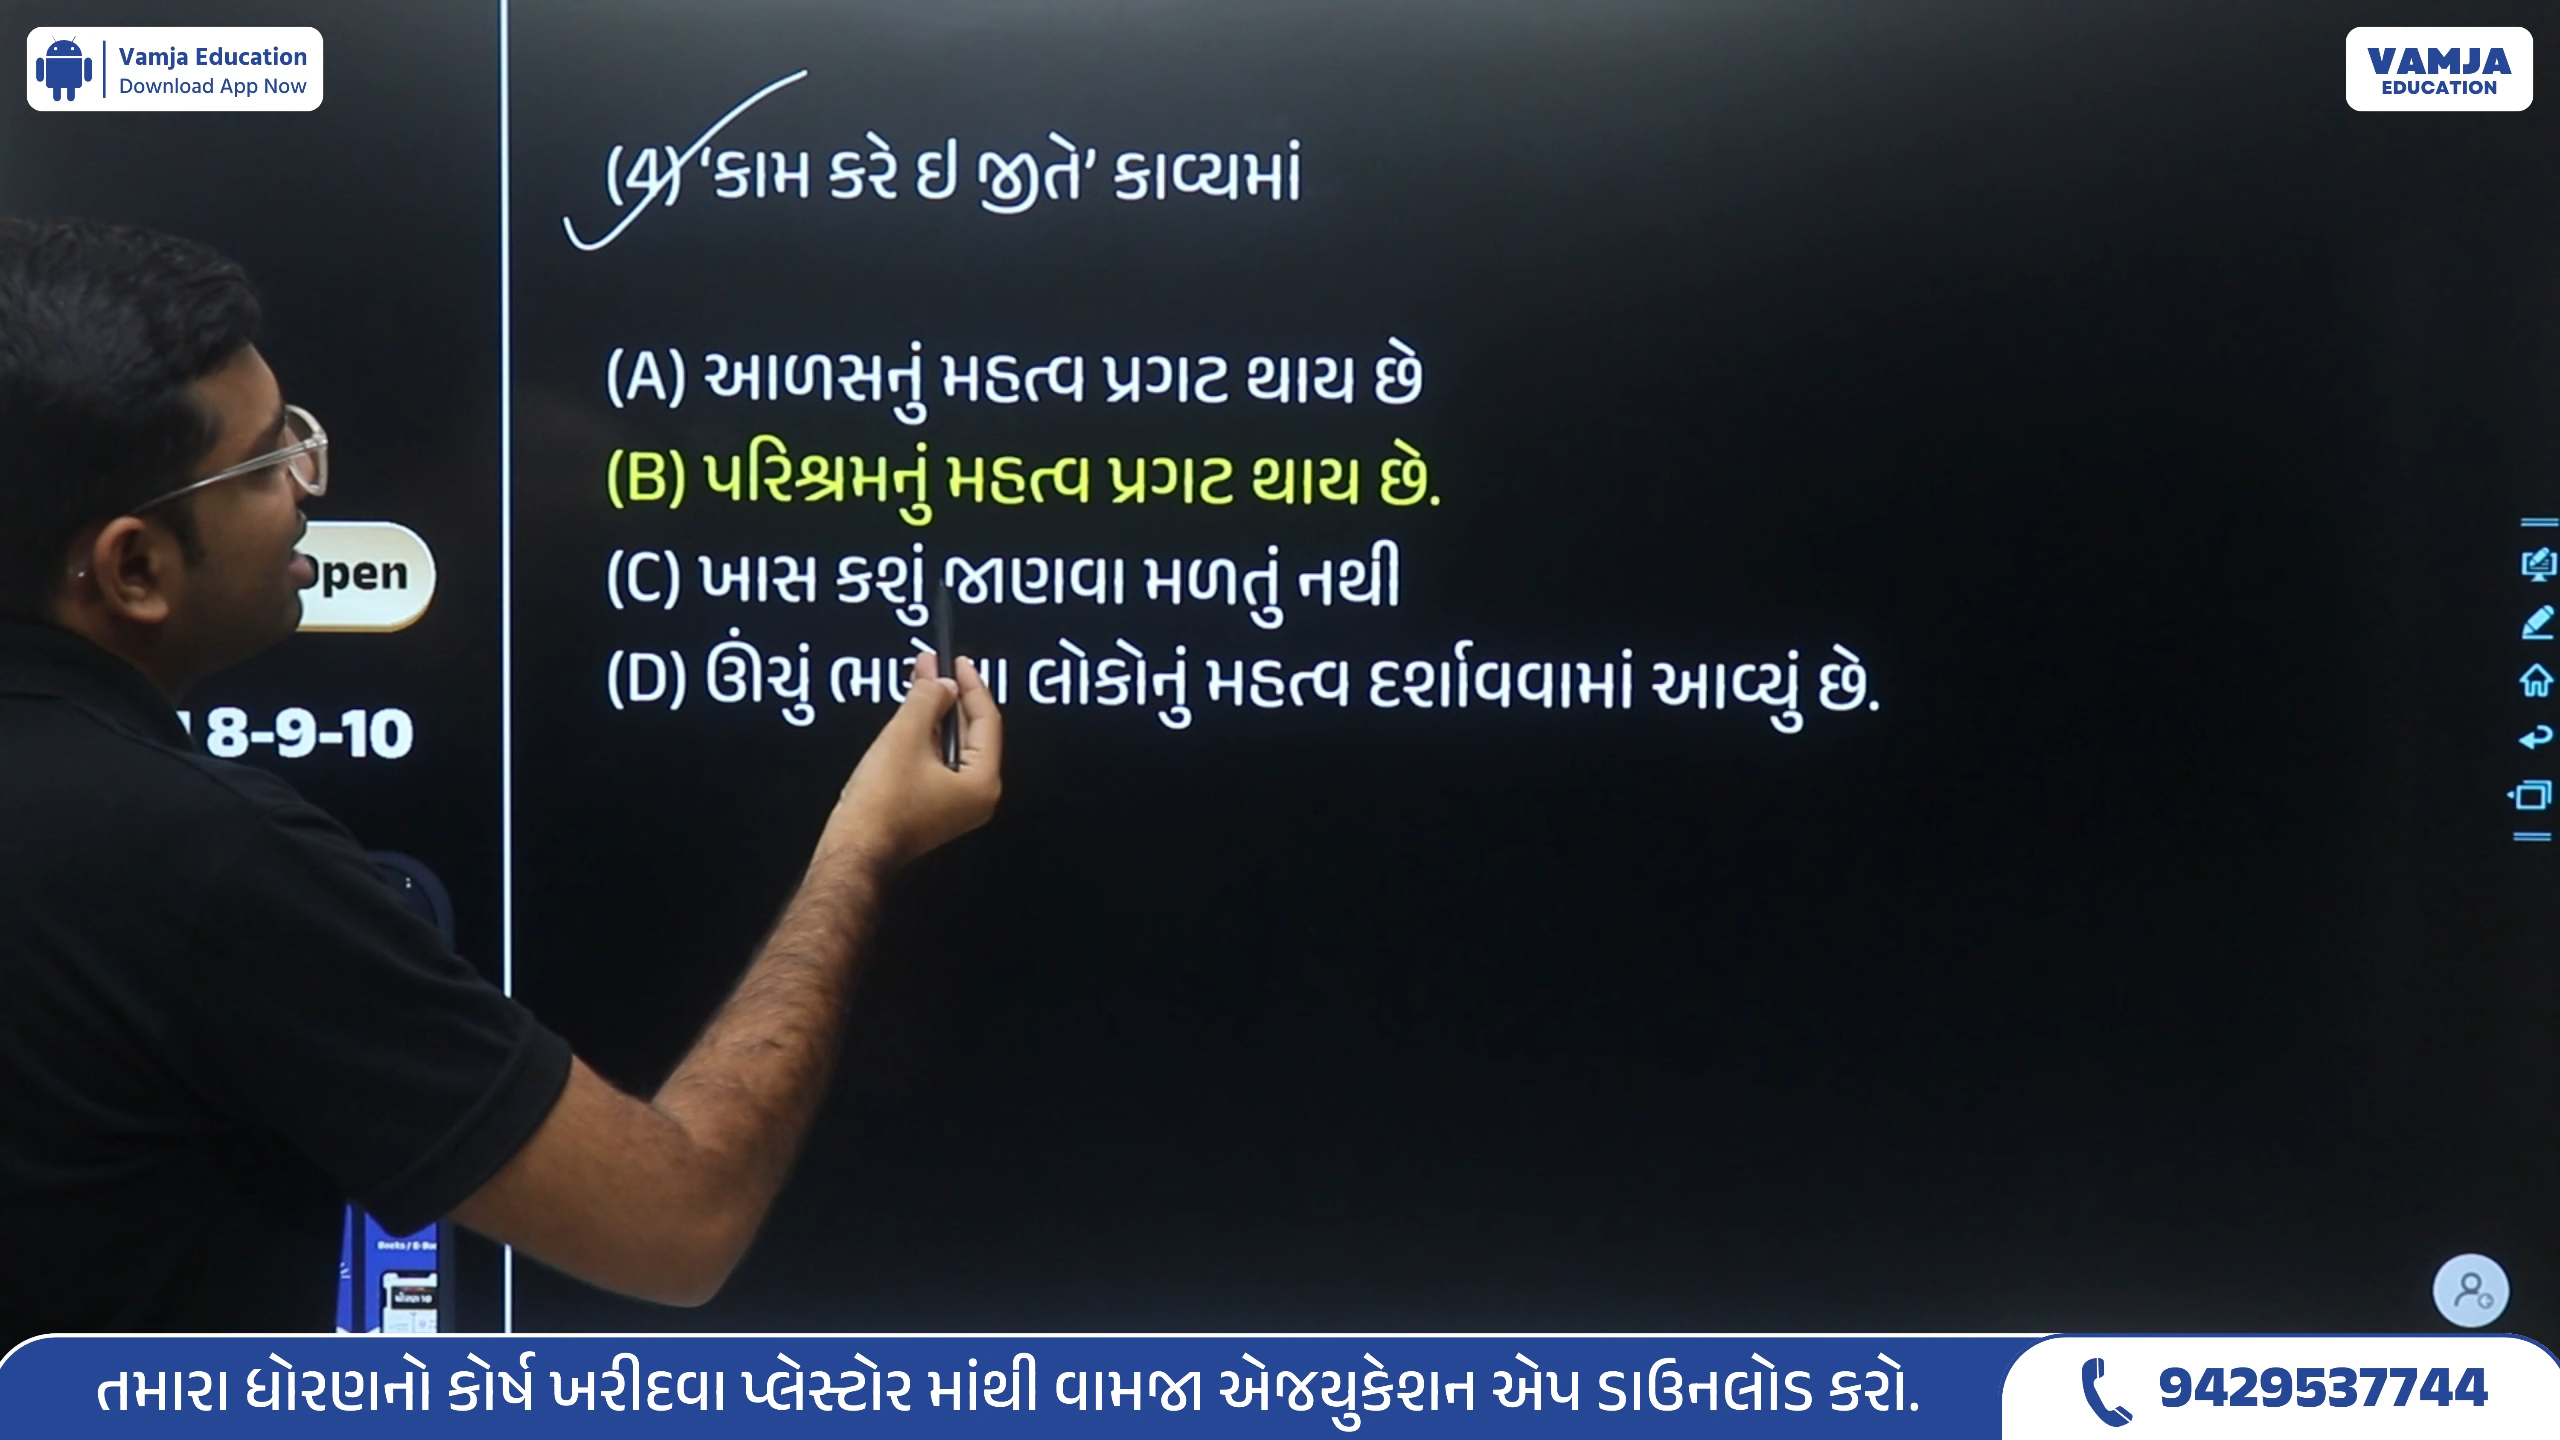 Vamja Education
Download App Now
VAMJA
EDUCATION
(4) ‘કામ કરે ઇ જીતે’ કાવ્યમાં
(A) આળસનું મહત્વ પ્રગટ થાય છે
(B) પરિશ્રમનું મહત્વ પ્રગટ થાય છે.
(C) ખાસ કશું જાણવા મળતું નથી
(D) ઊંચું લોકોનું મહત્વ દર્શાવવામાં આવ્યું છે.
Open
8-9-10
તમારા ધોરણનો કોર્ષ ખરીદવા પ્લેસ્ટોર માંથી વામજા એજયુકેશન એપ ડાઉનલોડ કરો.
9429537744